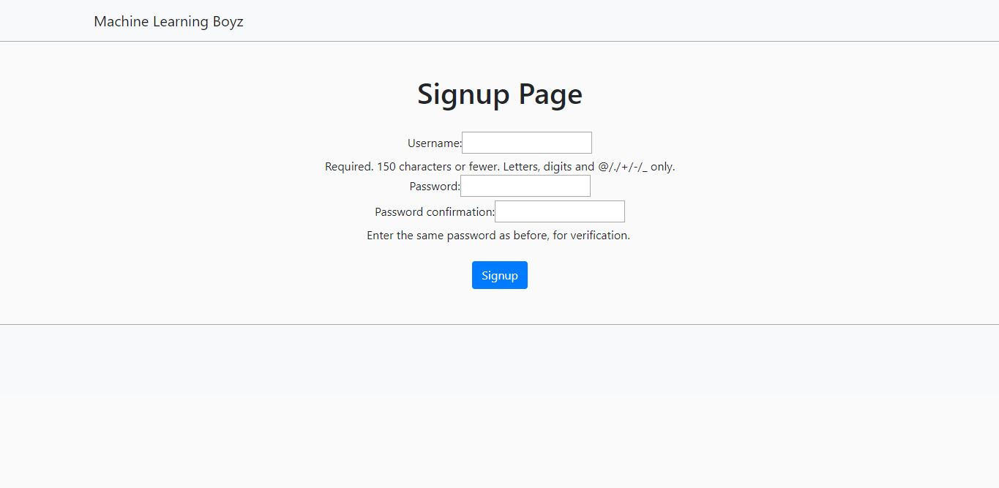 Machine Learning Boyz
Signup Page
Username:
Required. 150 characters or fewer. Letters, digits and @/./+/-/_ only.
Password:
Password confirmation:
Enter the same password as before, for verification.
Signup